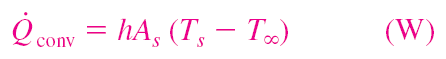 Q̇conv = hAs (Ts − T∞) (W)